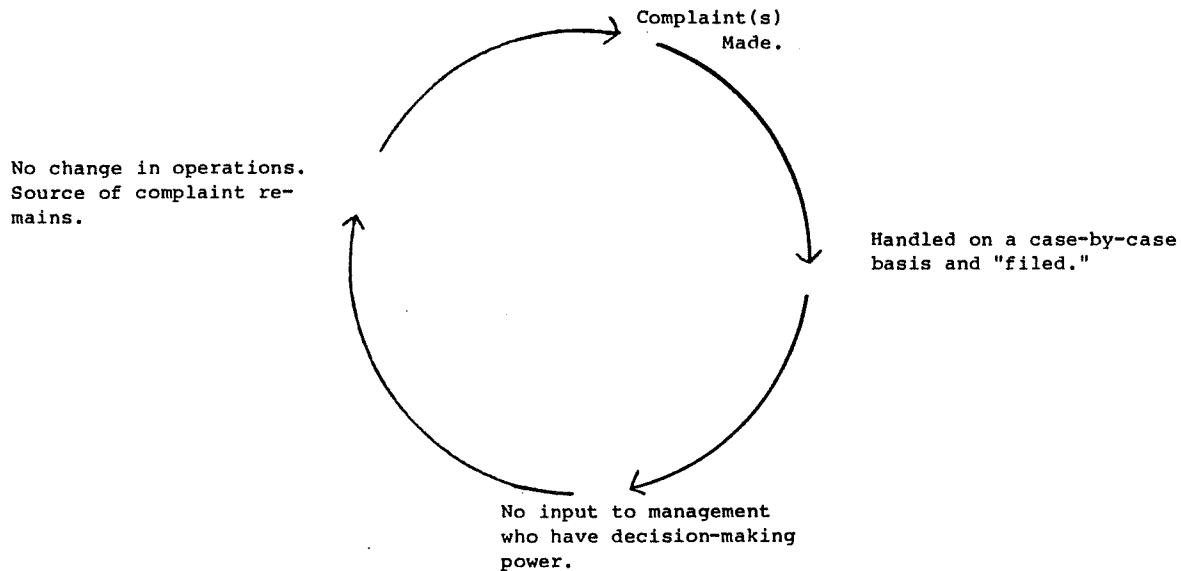 Complaint(s)
Made.
Handled on a case-by-case
basis and "filed."
No input to management
who have decision-making
power.
No change in operations.
Source of complaint re-
mains.